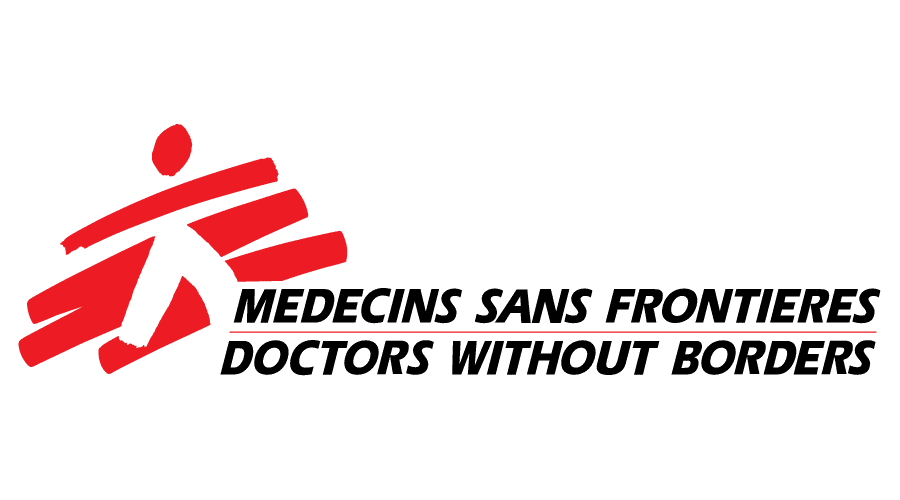 MEDECINS SANS FRONTIERES
DOCTORS WITHOUT BORDERS